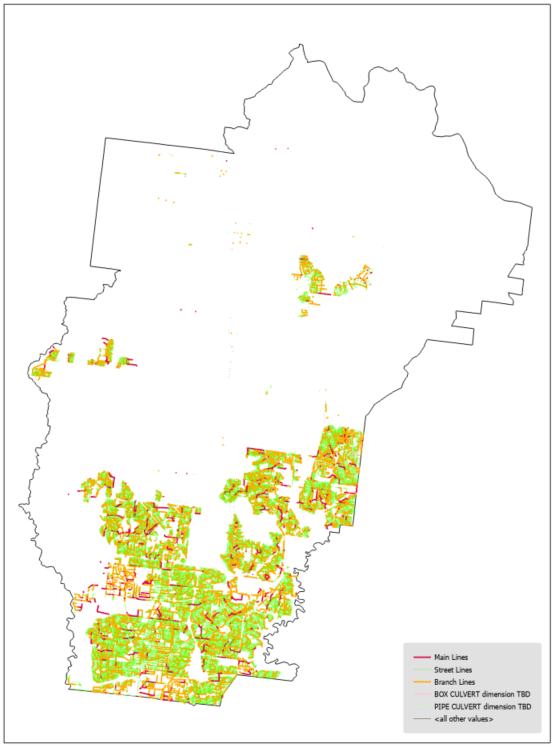 Main Lines
Street Lines
Branch Lines
BOX CULVERT dimension TBD
PIPE CULVERT dimension TBD
<all other values>